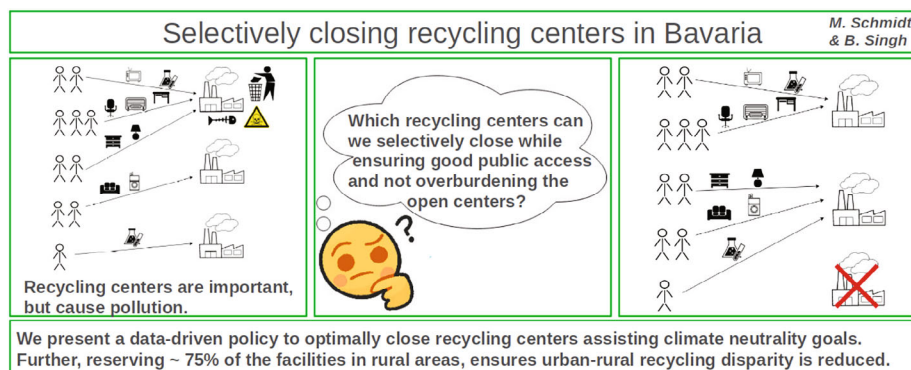 Selectively closing recycling centers in Bavaria
M. Schmidt
& B. Singh
Recycling centers are important,
but cause pollution.
Which recycling centers can
we selectively close while
ensuring good public access
and not overburdening the
open centers?
?
We present a data-driven policy to optimally close recycling centers assisting climate neutrality goals.
Further, reserving ~ 75% of the facilities in rural areas, ensures urban-rural recycling disparity is reduced.